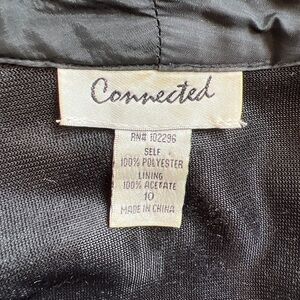 Connected
RN# 102296
SELF
100% POLYESTER
LINING
100% ACETATE
10
MADE IN CHINA